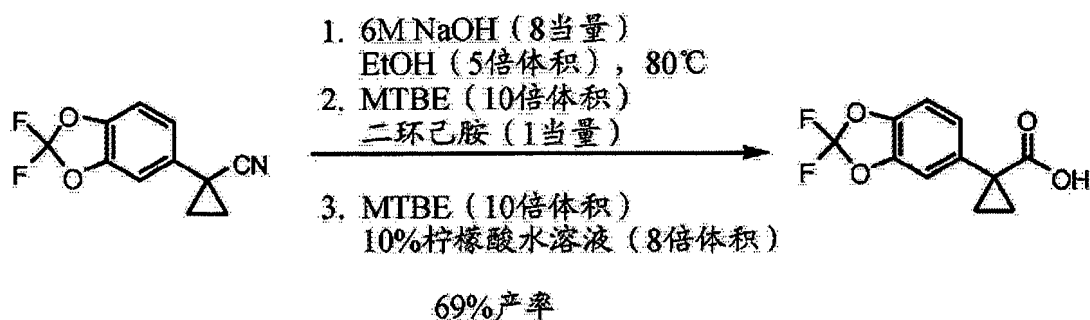 1. 6M NaOH（8当量）
EtOH（5倍体积），80℃
2. MTBE（10倍体积）
二环己胺（1当量）
3. MTBE（10倍体积）
10%柠檬酸水溶液（8倍体积）
69%产率
F
F
O
O
CN
F
F
O
O
O
OH